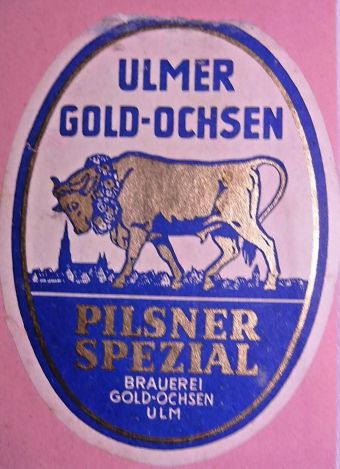 ULMER
GOLD-OCHSEN
PILSNER
SPEZIAL
BRAUEREI
GOLD-OCHSEN
ULM